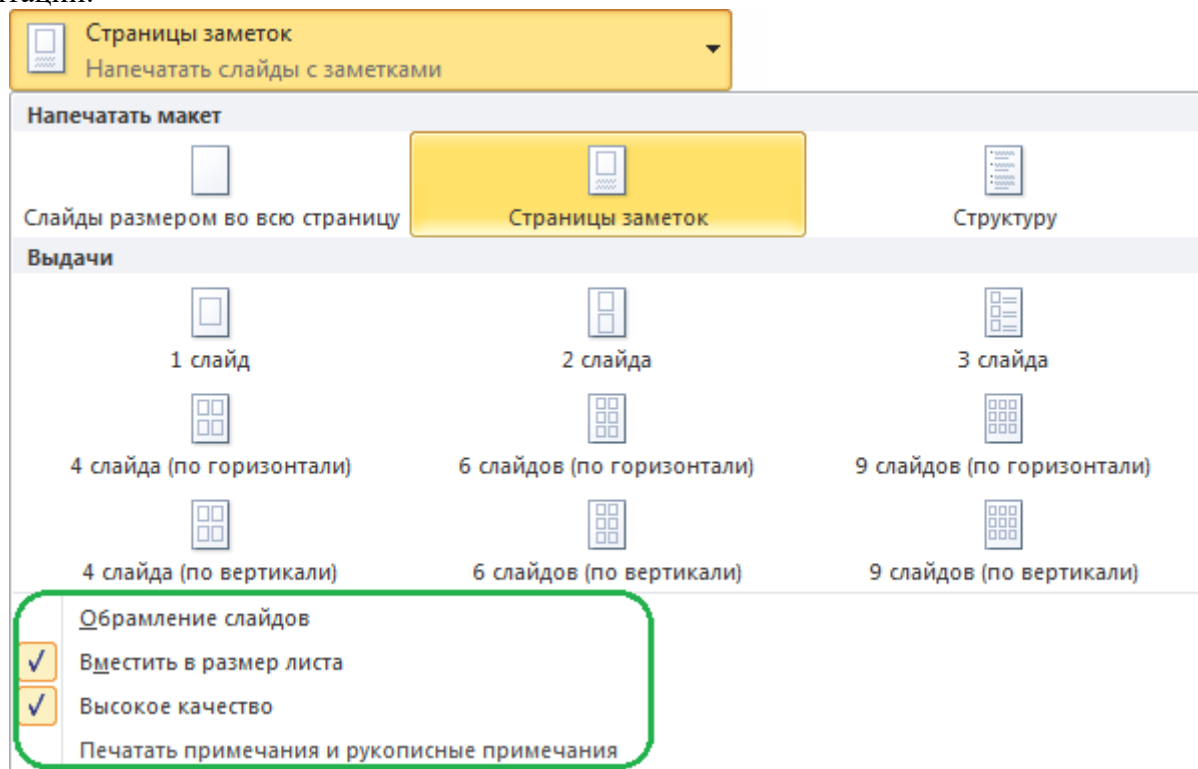 Страницы заметок
Напечатать слайды с заметками
Напечатать макет
Слайды размером во всю страницу Страницы заметок Структуру
Выдачи
1 слайд 2 слайда 3 слайда
4 слайда (по горизонтали) 6 слайдов (по горизонтали) 9 слайдов (по горизонтали)
4 слайда (по вертикали) 6 слайдов (по вертикали) 9 слайдов (по вертикали)
Обрамление слайдов
Вместить в размер листа
Высокое качество
Печатать примечания и рукописные примечания